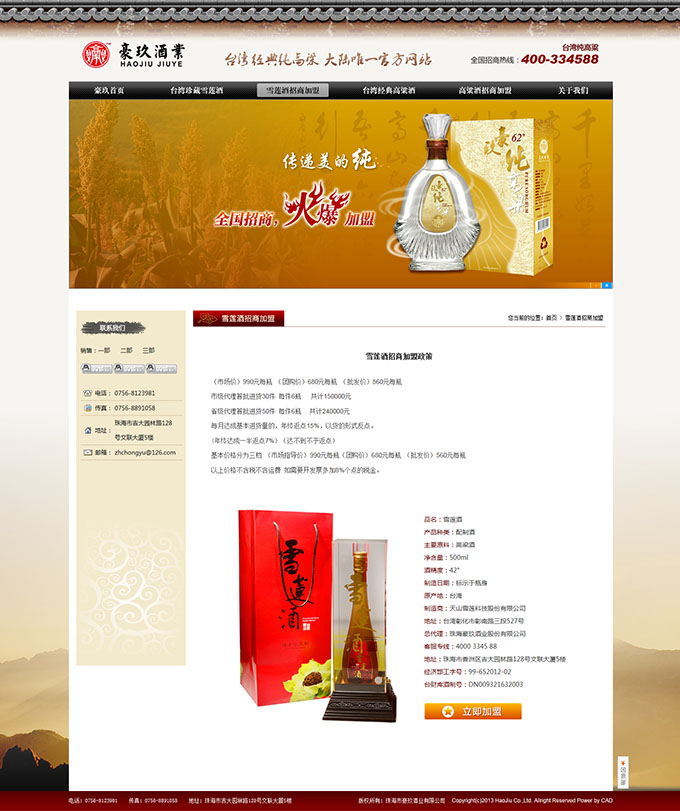 豪玖酒業
HAOJIU JIUYE
台湾经典纯高粱 大陆唯一官方网站
台湾纯高粱
全国招商热线：400-334588
豪玖首页 台湾珍藏雪莲酒 雪莲酒招商加盟 台湾经典高粱酒 高粱酒招商加盟 关于我们
传递美的纯
全国招商，火爆加盟
豪玖
纯
62°
豪玖
纯高粱
联系我们
销售：一部 二部 三部
电话： 0756-8123981
传真： 0756-8891058
地址： 珠海市吉大园林路128
号文联大厦5楼
邮箱： zhchongyu@126.com
雪莲酒招商加盟
您当前的位置：首页 > 雪莲酒招商加盟
雪莲酒招商加盟政策
（市场价）990元每瓶 （团购价）680元每瓶 （批发价）560元每瓶
市级代理首批进货30件 每件6瓶 共计150000元
省级代理首批进货50件 每件6瓶 共计240000元
每月达成基本进货量的，年终返点15%，以货的形式反点。
（年终达成一半返点7%）（达不到不予返点）
基本价格分为三档 （市场指导价）990元每瓶（团购价）680元每瓶 （批发价）560元每瓶
以上价格不含税不含运费 如需要开发票多加8%个点的税金。
雪蓮酒
雪蓮酒
品名：雪莲酒
产品种类：配制酒
主要原料：高粱酒
净含量：500ml
酒精度：42°
制造日期：标示于瓶身
原产地：台湾
制造商：天山雪莲科技股份有限公司
地址：台湾彰化市彰南路三段527号
总代理：珠海豪玖酒业股份有限公司
客服专线：4000 3345 88
地址：珠海市香洲区吉大园林路128号文联大厦5楼
经济部工字号：99-652012-02
台财库酒制号：DN009321632003
立即加盟
回首部
电话：0756-8123981 传真：0756-8891058 地址：珠海市吉大园林路128号文联大厦5楼 版权所有：珠海市豪玖酒业有限公司 Copyright(c)2013 HaoJiu Co.,Ltd. Allright Reserved Power by CAD